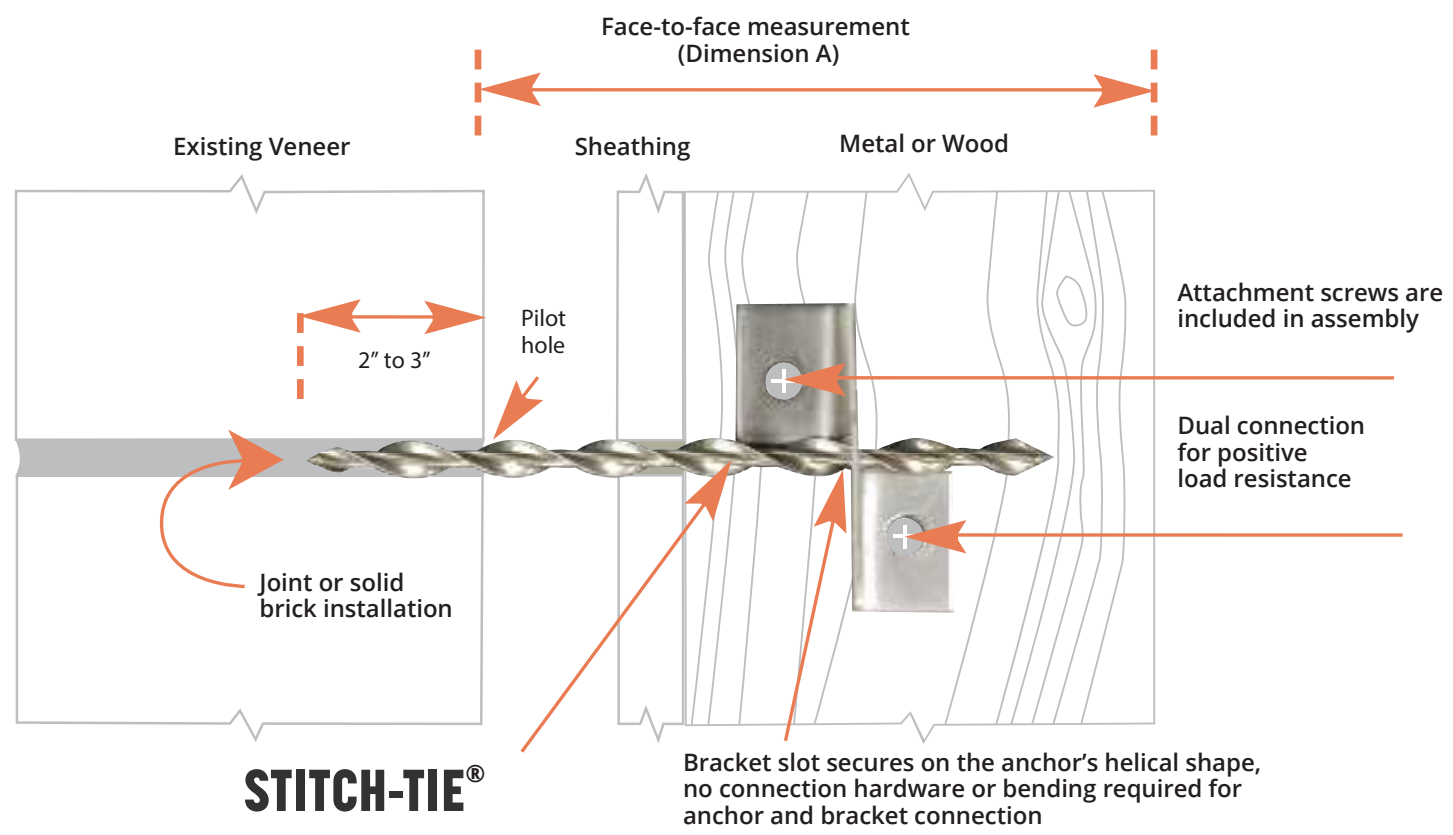 Face-to-face measurement
(Dimension A)
Existing Veneer
Sheathing
Metal or Wood
Attachment screws are
included in assembly
Pilot
hole
2” to 3”
Dual connection
for positive
load resistance
Joint or solid
brick installation
STITCH-TIE®
Bracket slot secures on the anchor’s helical shape,
no connection hardware or bending required for
anchor and bracket connection